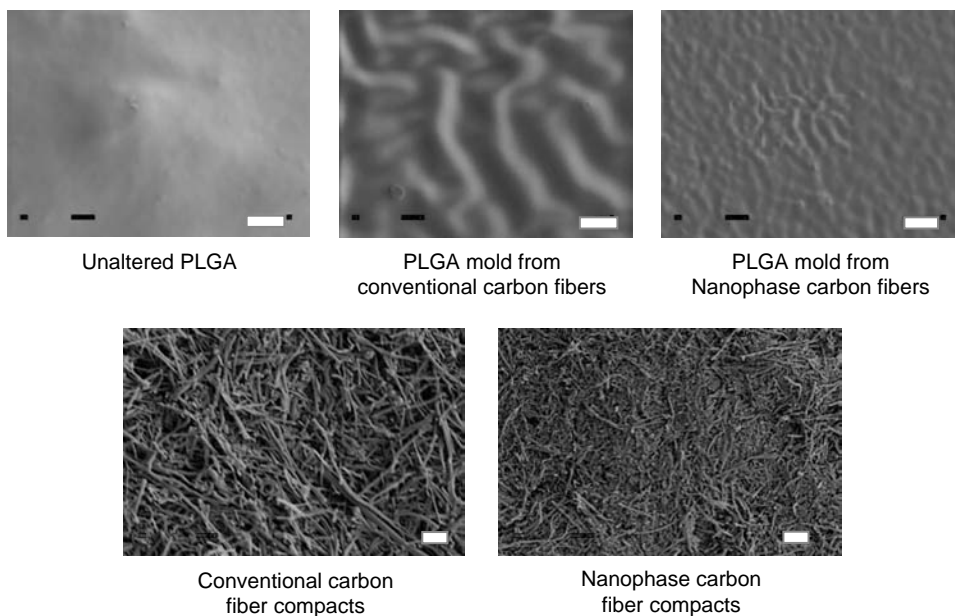 Unaltered PLGA
PLGA mold from
conventional carbon fibers
PLGA mold from
Nanophase carbon fibers
Conventional carbon
fiber compacts
Nanophase carbon
fiber compacts